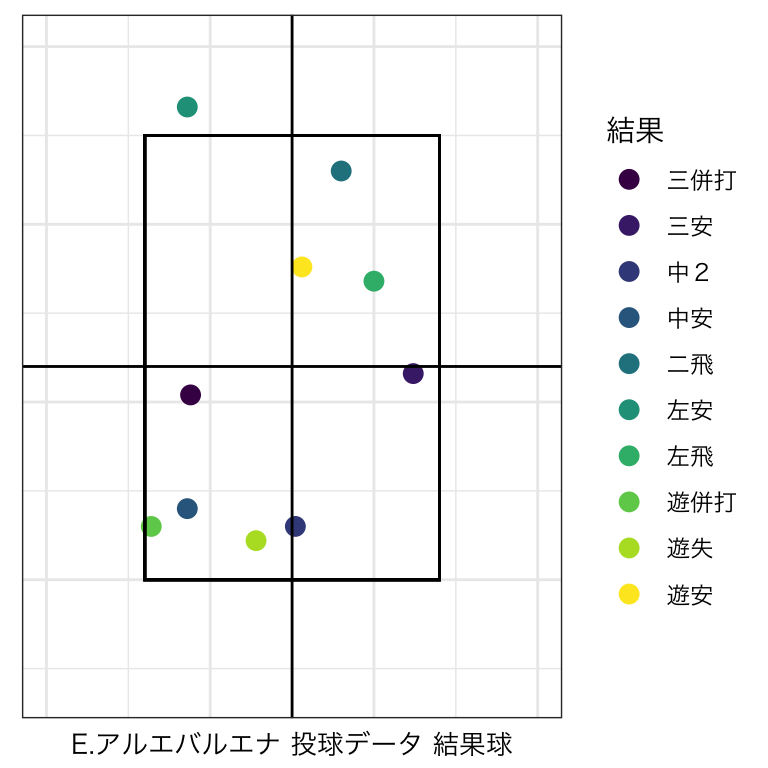 結果
三併打
三安
中２
中安
二飛
左安
左飛
遊併打
遊失
遊安
E.アルエバルエナ 投球データ 結果球